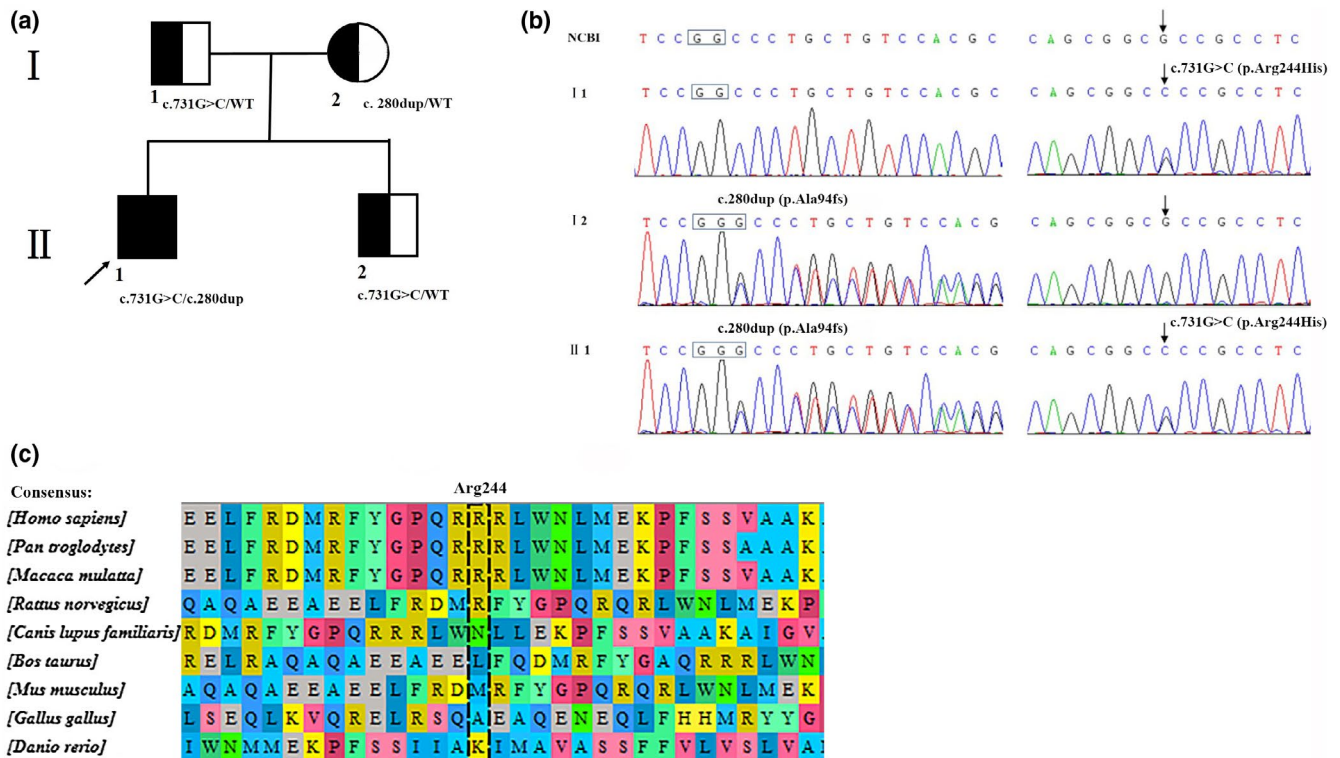 (a)
I
1
c.731G>C/WT
2
c. 280dup/WT
II
1
c.731G>C/c.280dup
2
c.731G>C/WT
(b)
NCBI
T C C G G C C C T G C T G T C C A C G C
C A G C G G C G C C G C C T C
c.731G>C (p.Arg244His)
I 1
T C C G G C C C T G C T G T C C A C G C
C A G C G G C C C C G C C T C
c.280dup (p.Ala94fs)
I 2
T C C G G G C C C T G C T G T C C A C G
C A G C G G C G C C G C C T C
c.280dup (p.Ala94fs)
c.731G>C (p.Arg244His)
II 1
T C C G G G C C C T G C T G T C C A C G
C A G C G G C C C C G C C T C
(c)
Consensus:
Arg244
[Homo sapiens] E E L F R D M R F Y G P Q R R R L W N L M E K P F S S V A A K
[Pan troglodytes] E E L F R D M R F Y G P Q R R R L W N L M E K P F S S A A A K
[Macaca mulatta] E E L F R D M R F Y G P Q R R R L W N L M E K P F S S V A A K
[Rattus norvegicus] Q A Q A E E A E E L F R D M R F Y G P Q R Q R L W N L M E K P
[Canis lupus familiaris] R D M R F Y G P Q R R R L W N L L E K P F S S V A A K A I G V
[Bos taurus] R E L R A Q A Q A E E A E E L F Q D M R F Y G A Q R R R L W N
[Mus musculus] A Q A Q A E E A E E L F R D M R F Y G P Q R Q R L W N L M E K
[Gallus gallus] L S E Q L K V Q R E L R S Q A E A Q E N E Q L F H H M R Y Y G
[Danio rerio] I W N M M E K P F S S I I A K I M A V A S S F F V L V S L V A